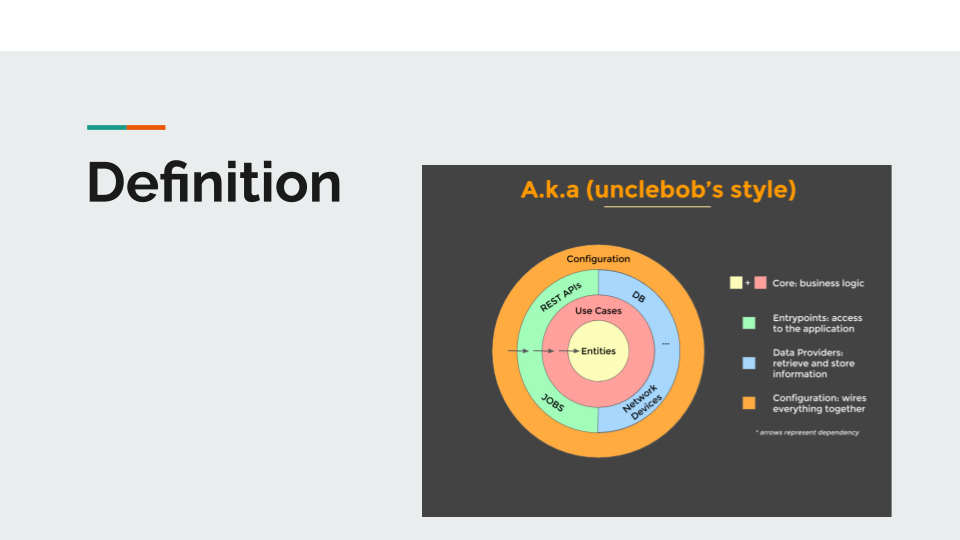 Definition
A.k.a (unclebob's style)
Configuration
REST APIs
DB
Use Cases
...
Entities
JOBS
Network
Devices
+ Core: business logic
Entrypoints: access
to the application
Data Providers:
retrieve and store
information
Configuration: wires
everything together
* arrows represent dependency